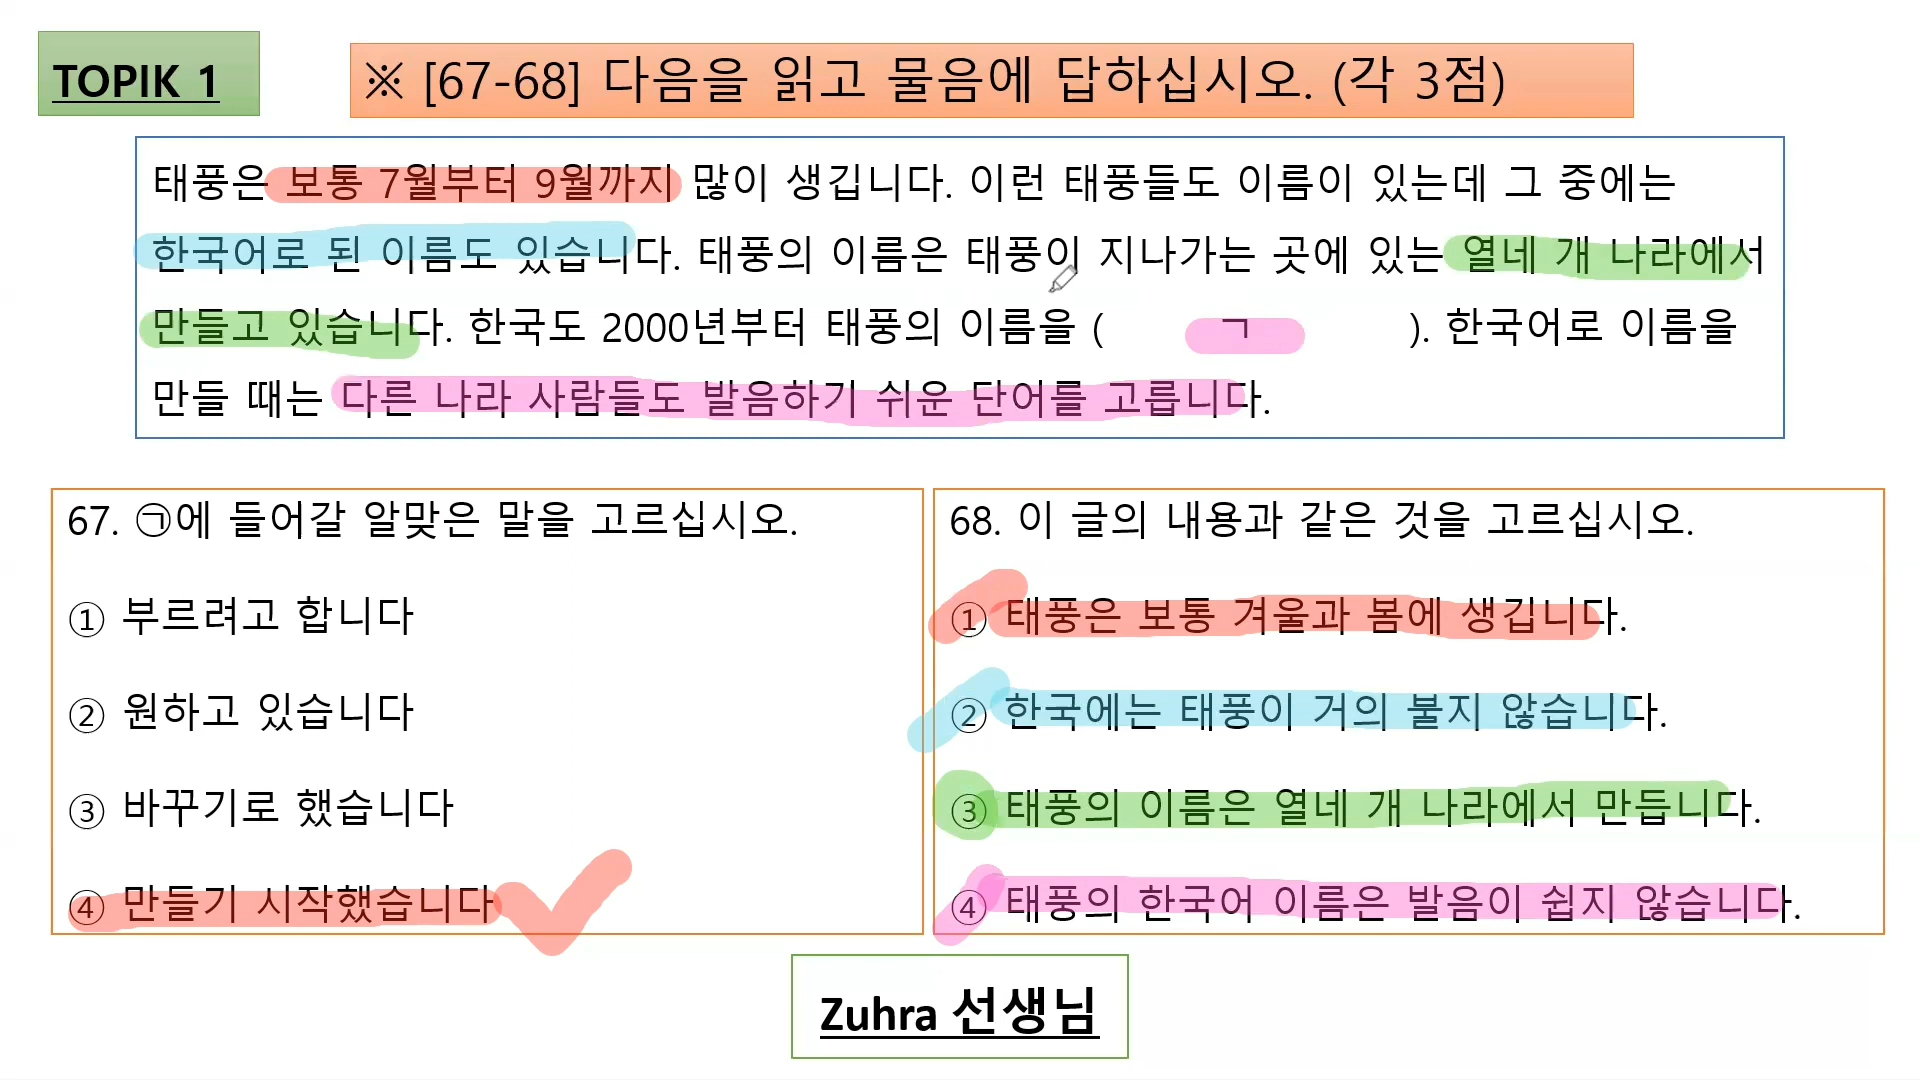 TOPIK 1
※ [67-68] 다음을 읽고 물음에 답하십시오. (각 3점)
태풍은 보통 7월부터 9월까지 많이 생깁니다. 이런 태풍들도 이름이 있는데 그 중에는
한국어로 된 이름도 있습니다. 태풍의 이름은 태풍이 지나가는 곳에 있는 열네 개 나라에서
만들고 있습니다. 한국도 2000년부터 태풍의 이름을 ( ㄱ ). 한국어로 이름을
만들 때는 다른 나라 사람들도 발음하기 쉬운 단어를 고릅니다.
67. ㉠에 들어갈 알맞은 말을 고르십시오.
① 부르려고 합니다
② 원하고 있습니다
③ 바꾸기로 했습니다
④ 만들기 시작했습니다
68. 이 글의 내용과 같은 것을 고르십시오.
① 태풍은 보통 겨울과 봄에 생깁니다.
② 한국에는 태풍이 거의 불지 않습니다.
③ 태풍의 이름은 열네 개 나라에서 만듭니다.
④ 태풍의 한국어 이름은 발음이 쉽지 않습니다.
Zuhra 선생님